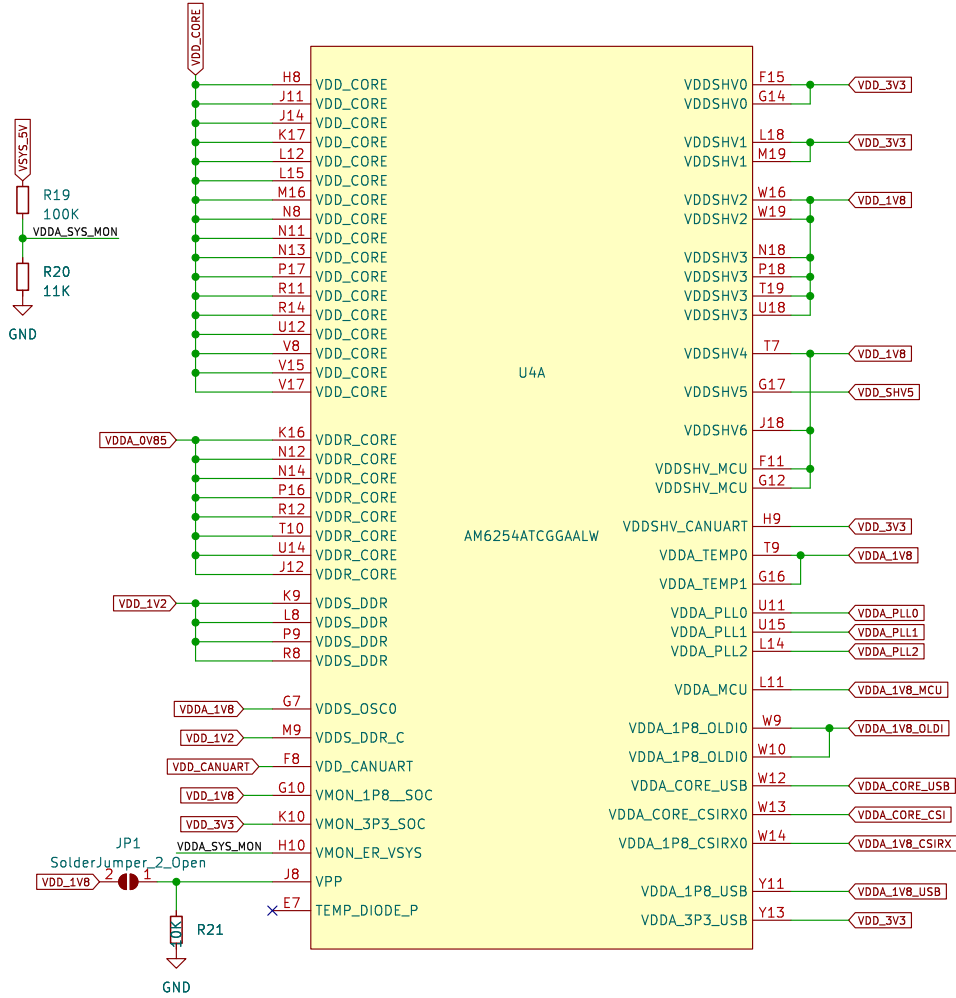 VDD_CORE
VSYS_5V
R19
100K
VDDA_SYS_MON
R20
11K
GND
H8 VDD_CORE
J11 VDD_CORE
J14 VDD_CORE
K17 VDD_CORE
L12 VDD_CORE
L15 VDD_CORE
M16 VDD_CORE
N8 VDD_CORE
N11 VDD_CORE
N13 VDD_CORE
P17 VDD_CORE
R11 VDD_CORE
R14 VDD_CORE
U12 VDD_CORE
V8 VDD_CORE
V15 VDD_CORE
V17 VDD_CORE
VDDA_0V85 K16 VDDR_CORE
N12 VDDR_CORE
N14 VDDR_CORE
P16 VDDR_CORE
R12 VDDR_CORE
T10 VDDR_CORE
U14 VDDR_CORE
J12 VDDR_CORE
VDD_1V2 K9 VDDS_DDR
L8 VDDS_DDR
P9 VDDS_DDR
R8 VDDS_DDR
VDDA_1V8 G7 VDDS_OSC0
VDD_1V2 M9 VDDS_DDR_C
VDD_CANUART F8 VDD_CANUART
VDD_1V8 G10 VMON_1P8__SOC
VDD_3V3 K10 VMON_3P3_SOC
VDDA_SYS_MON H10 VMON_ER_VSYS
JP1
SolderJumper_2_Open
VDD_1V8 2 1 J8 VPP
E7 TEMP_DIODE_P
10K R21
GND
U4A
AM6254ATCGGAALW
VDDSHV0 F15 VDD_3V3
VDDSHV0 G14
VDDSHV1 L18 VDD_3V3
VDDSHV1 M19
VDDSHV2 W16 VDD_1V8
VDDSHV2 W19
VDDSHV3 N18
VDDSHV3 P18
VDDSHV3 T19
VDDSHV3 U18
VDDSHV4 T7 VDD_1V8
VDDSHV5 G17 VDD_SHV5
VDDSHV6 J18
VDDSHV_MCU F11
VDDSHV_MCU G12
VDDSHV_CANUART H9 VDD_3V3
VDDA_TEMP0 T9 VDDA_1V8
VDDA_TEMP1 G16
VDDA_PLL0 U11 VDDA_PLL0
VDDA_PLL1 U15 VDDA_PLL1
VDDA_PLL2 L14 VDDA_PLL2
VDDA_MCU L11 VDDA_1V8_MCU
VDDA_1P8_OLDI0 W9 VDDA_1V8_OLDI
VDDA_1P8_OLDI0 W10
VDDA_CORE_USB W12 VDDA_CORE_USB
VDDA_CORE_CSIRX0 W13 VDDA_CORE_CSI
VDDA_1P8_CSIRX0 W14 VDDA_1V8_CSIRX
VDDA_1P8_USB Y11 VDDA_1V8_USB
VDDA_3P3_USB Y13 VDD_3V3